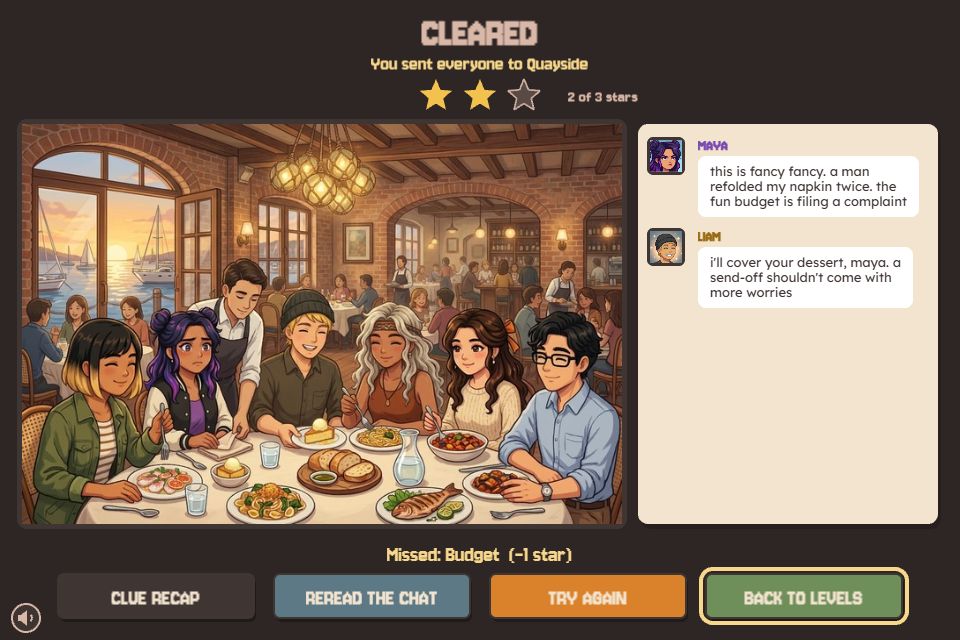 CLEARED
You sent everyone to Quayside
2 of 3 stars
MAYA
this is fancy fancy. a man
refolded my napkin twice. the
fun budget is filing a complaint
LIAM
i'll cover your dessert, maya. a
send-off shouldn't come with
more worries
Missed: Budget (-1 star)
CLUE RECAP
REREAD THE CHAT
TRY AGAIN
BACK TO LEVELS